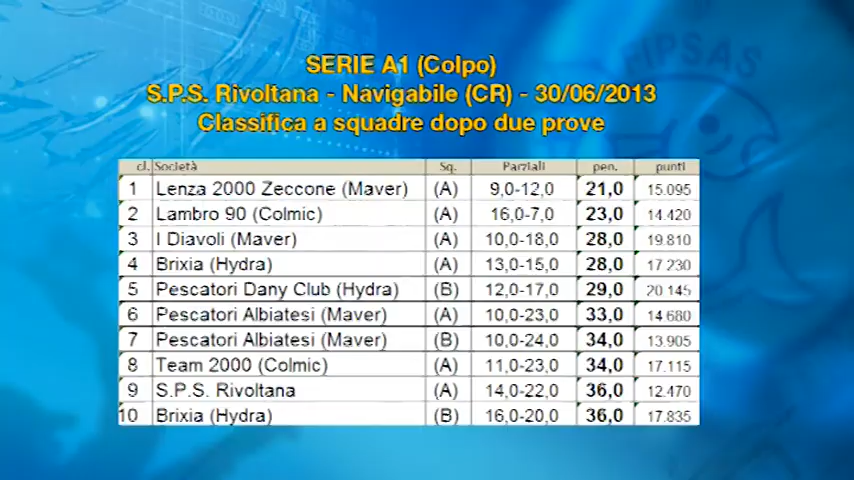 FIPSAS
SERIE A1 (Colpo)
S.P.S. Rivoltana - Navigabile (CR) - 30/06/2013
Classifica a squadre dopo due prove
cl. Società Sq. Parziali pen. punti
1 Lenza 2000 Zeccone (Maver) (A) 9,0-12,0 21,0 15.095
2 Lambro 90 (Colmic) (A) 16,0-7,0 23,0 14.420
3 I Diavoli (Maver) (A) 10,0-18,0 28,0 19.810
4 Brixia (Hydra) (A) 13,0-15,0 28,0 17.230
5 Pescatori Dany Club (Hydra) (B) 12,0-17,0 29,0 20.145
6 Pescatori Albiatesi (Maver) (A) 10,0-23,0 33,0 14.680
7 Pescatori Albiatesi (Maver) (B) 10,0-24,0 34,0 13.905
8 Team 2000 (Colmic) (A) 11,0-23,0 34,0 17.115
9 S.P.S. Rivoltana (A) 14,0-22,0 36,0 12.470
10 Brixia (Hydra) (B) 16,0-20,0 36,0 17.835